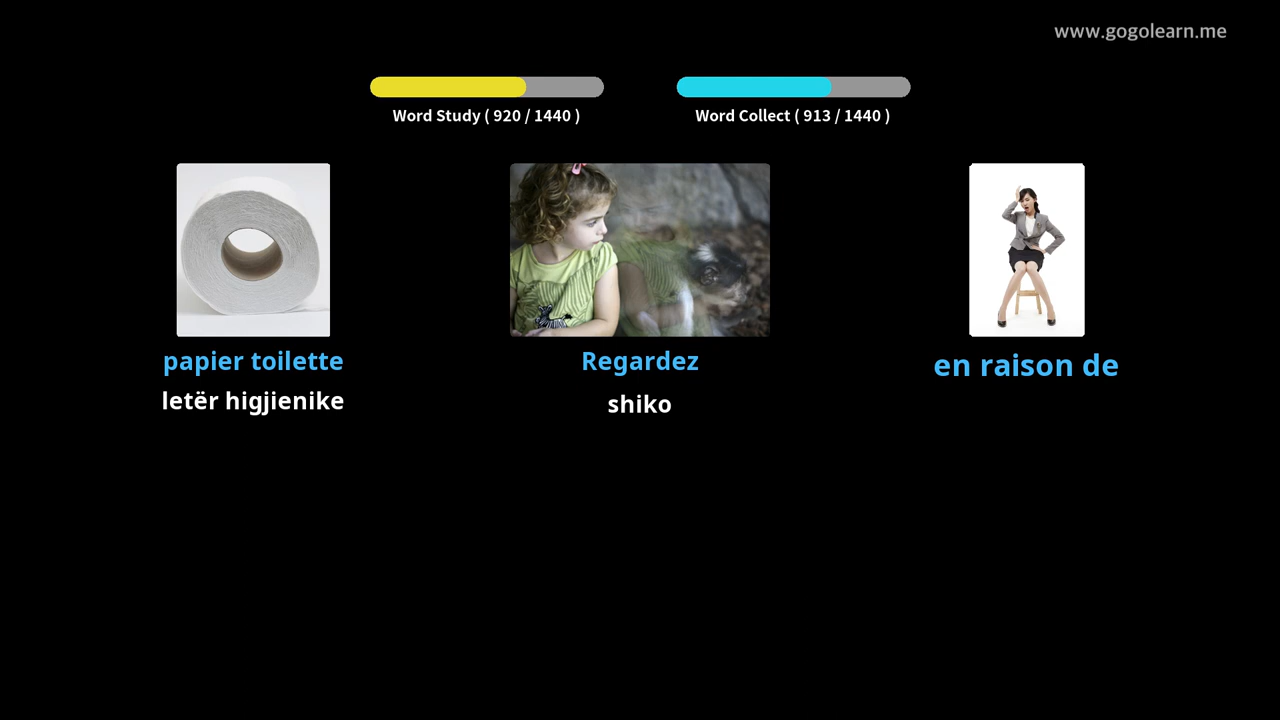 www.gogolearn.me
Word Study ( 920 / 1440 )
Word Collect ( 913 / 1440 )
papier toilette
letër higjienike
Regardez
shiko
en raison de